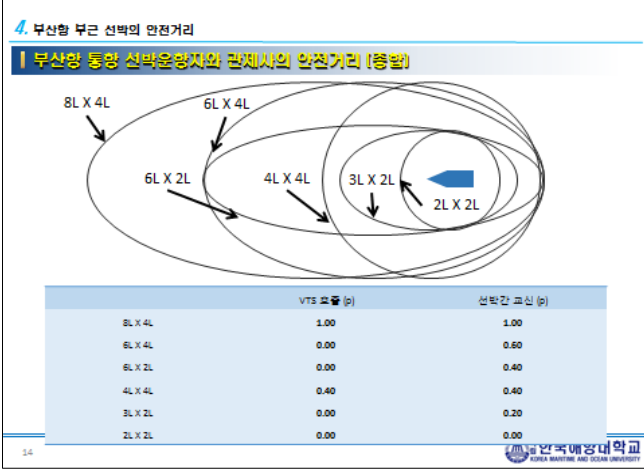 4. 부산항 부근 선박의 안전거리
부산항 통항 선박운항자와 관제사의 안전거리 [종합]
8L X 4L
6L X 4L
6L X 2L
4L X 4L
3L X 2L
2L X 2L
VTS 호출 (p) 선박간 교신 (p)
8L X 4L 1.00 1.00
6L X 4L 0.00 0.60
6L X 2L 0.00 0.40
4L X 4L 0.40 0.40
3L X 2L 0.00 0.20
2L X 2L 0.00 0.00
14
한국해양대학교
KOREA MARITIME AND OCEAN UNIVERSITY